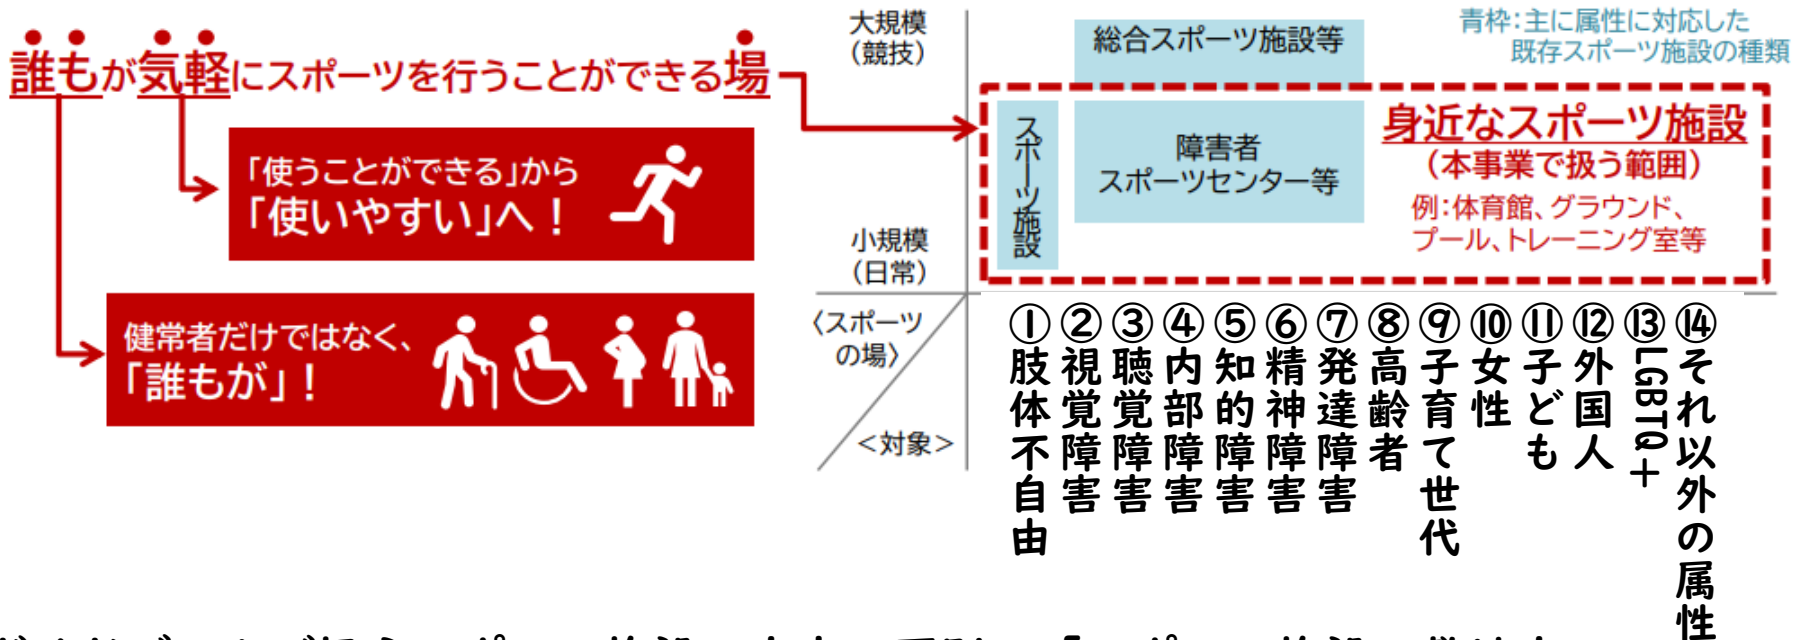 誰もが気軽にスポーツを行うことができる場
「使うことができる」から
「使いやすい」へ！
健常者だけではなく、
「誰もが」！
大規模
（競技）
小規模
（日常）
〈スポーツ
の場〉
＜対象＞
青枠：主に属性に対応した
既存スポーツ施設の種類
総合スポーツ施設等
スポーツ施設
障害者
スポーツセンター等
身近なスポーツ施設
（本事業で扱う範囲）
例：体育館、グラウンド、
プール、トレーニング室等
①肢体不自由
②視覚障害
③聴覚障害
④内部障害
⑤知的障害
⑥精神障害
⑦発達障害
⑧高齢者
⑨子育て世代
⑩女性
⑪子ども
⑫外国人
⑬LGBTQ＋
⑭それ以外の属性